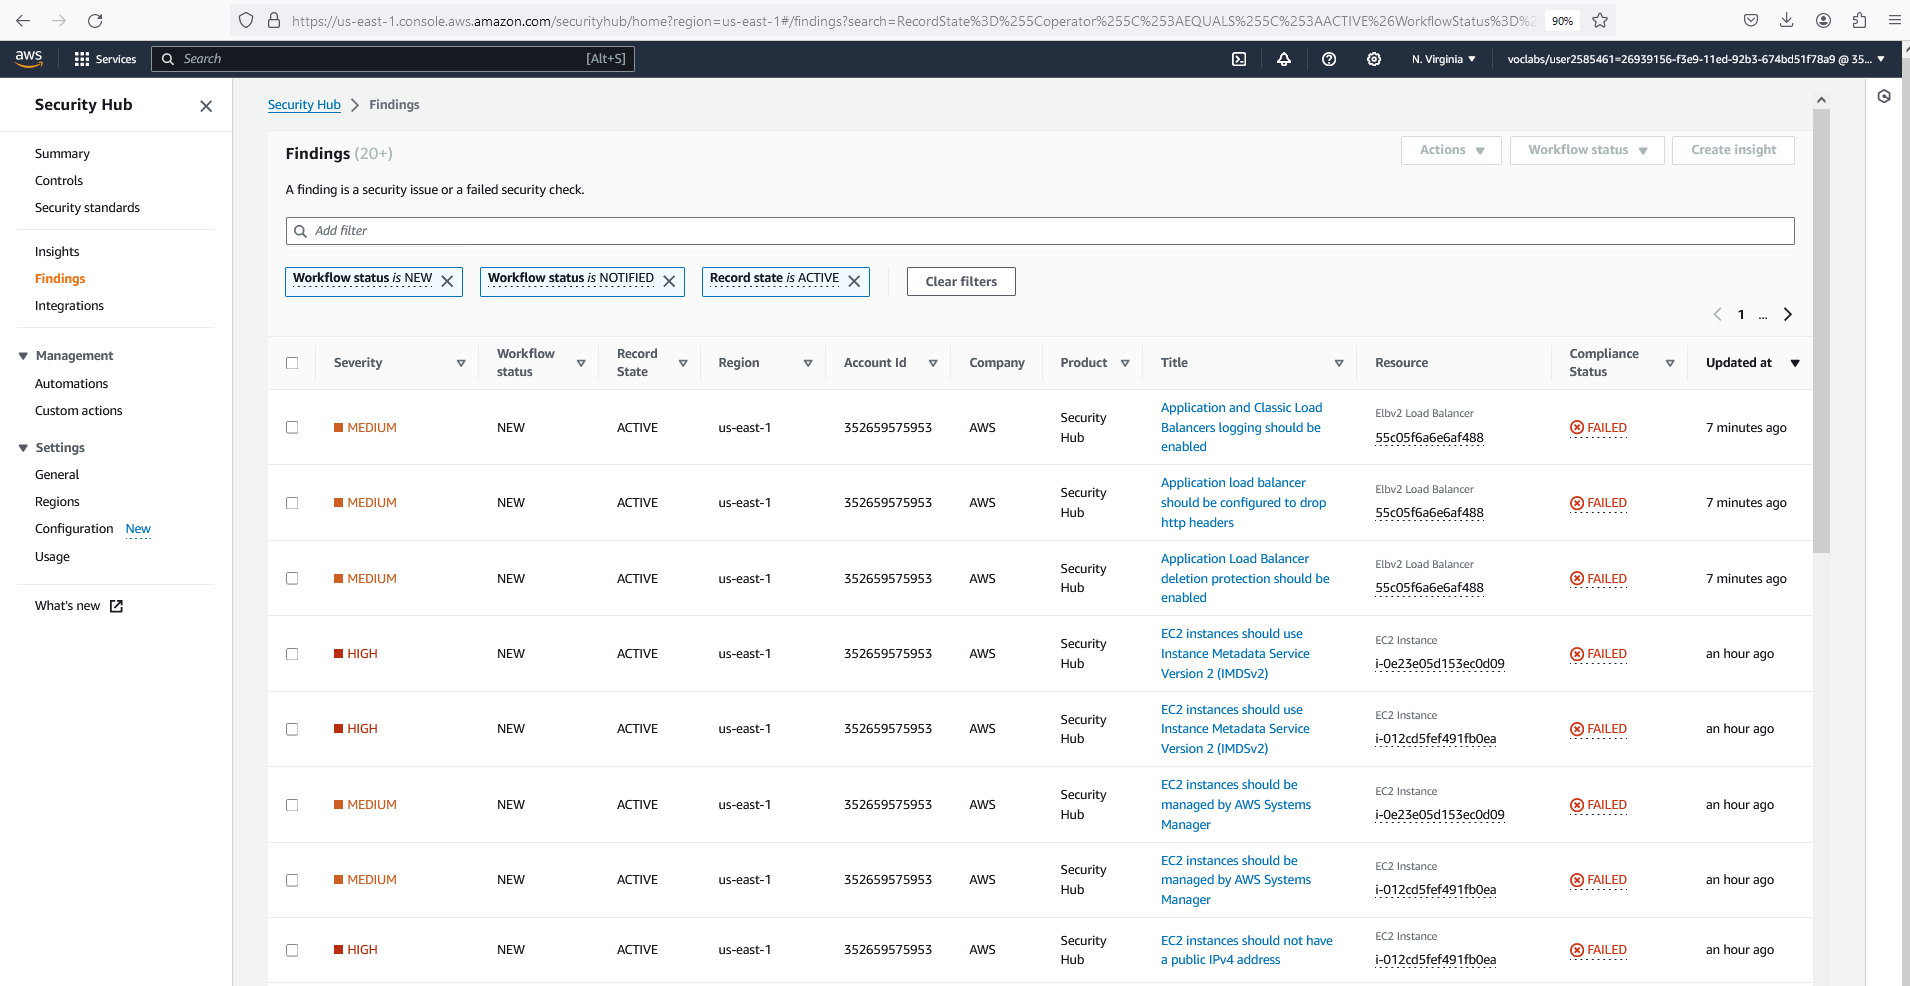 https://us-east-1.console.aws.amazon.com/securityhub/home?region=us-east-1#/findings?search=RecordState%3D%255Coperator%255C%253AEQUALS%255C%253AACTIVE%26WorkflowStatus%3D%2
90%
aws
Services
Search
[Alt+S]
N. Virginia
voclabs/user2585461=26939156-f3e9-11ed-92b3-674bd51f78a9 @ 35...
Security Hub
Summary
Controls
Security standards
Insights
Findings
Integrations
Management
Automations
Custom actions
Settings
General
Regions
Configuration New
Usage
What's new
Security Hub > Findings
Findings (20+)
Actions
Workflow status
Create insight
A finding is a security issue or a failed security check.
Add filter
Workflow status is NEW
Workflow status is NOTIFIED
Record state is ACTIVE
Clear filters
1 ...
Severity
Workflow status
Record State
Region
Account Id
Company
Product
Title
Resource
Compliance Status
Updated at
MEDIUM
NEW
ACTIVE
us-east-1
352659575953
AWS
Security Hub
Application and Classic Load
Balancers logging should be
enabled
Elbv2 Load Balancer
55c05f6a6e6af488
FAILED
7 minutes ago
MEDIUM
NEW
ACTIVE
us-east-1
352659575953
AWS
Security Hub
Application load balancer
should be configured to drop
http headers
Elbv2 Load Balancer
55c05f6a6e6af488
FAILED
7 minutes ago
MEDIUM
NEW
ACTIVE
us-east-1
352659575953
AWS
Security Hub
Application Load Balancer
deletion protection should be
enabled
Elbv2 Load Balancer
55c05f6a6e6af488
FAILED
7 minutes ago
HIGH
NEW
ACTIVE
us-east-1
352659575953
AWS
Security Hub
EC2 instances should use
Instance Metadata Service
Version 2 (IMDSv2)
EC2 Instance
i-0e23e05d153ec0d09
FAILED
an hour ago
HIGH
NEW
ACTIVE
us-east-1
352659575953
AWS
Security Hub
EC2 instances should use
Instance Metadata Service
Version 2 (IMDSv2)
EC2 Instance
i-012cd5fef491fb0ea
FAILED
an hour ago
MEDIUM
NEW
ACTIVE
us-east-1
352659575953
AWS
Security Hub
EC2 instances should be
managed by AWS Systems
Manager
EC2 Instance
i-0e23e05d153ec0d09
FAILED
an hour ago
MEDIUM
NEW
ACTIVE
us-east-1
352659575953
AWS
Security Hub
EC2 instances should be
managed by AWS Systems
Manager
EC2 Instance
i-012cd5fef491fb0ea
FAILED
an hour ago
HIGH
NEW
ACTIVE
us-east-1
352659575953
AWS
Security Hub
EC2 instances should not have
a public IPv4 address
EC2 Instance
i-012cd5fef491fb0ea
FAILED
an hour ago